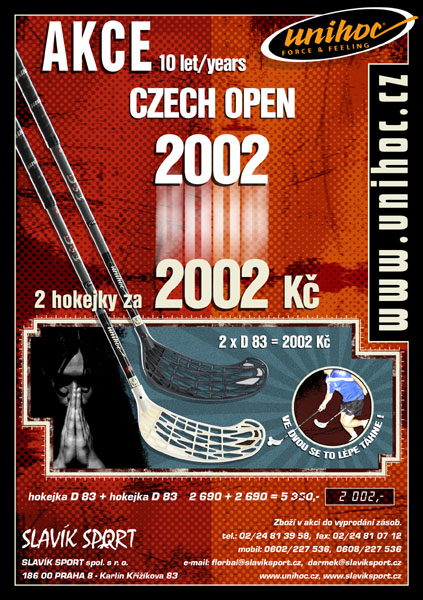 AKCE 10 let/years
unihoc
FORCE & FEELING
CZECH OPEN
2002
www.unihoc.cz
2 hokejky za 2002 Kč
2 x D 83 = 2002 Kč
unihoc
VE DVOU SE TO LÉPE TÁHNE !
hokejka D 83 + hokejka D 83 2 690 + 2 690 = 5 380,- 2 002,-
Zboží v akci do vyprodání zásob.
SLAVÍK SPORT
tel.: 02/24 81 39 58, fax: 02/24 81 07 12
mobil: 0602/227 536, 0608/227 536
SLAVÍK SPORT spol. s r. o.
e-mail: florbal@slaviksport.cz, darmek@slaviksport.cz
186 00 PRAHA 8 - Karlín Křižíkova 83
www.unihoc.cz, www.slaviksport.cz